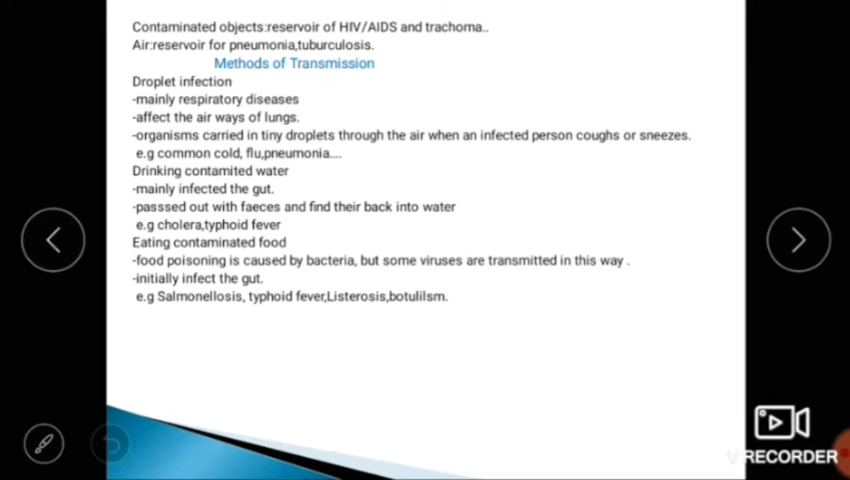 Contaminated objects:reservoir of HIV/AIDS and trachoma..
Air:reservoir for pneumonia,tuburculosis.
Methods of Transmission
Droplet infection
-mainly respiratory diseases
-affect the air ways of lungs.
-organisms carried in tiny droplets through the air when an infected person coughs or sneezes.
e.g common cold, flu,pneumonia....
Drinking contamited water
-mainly infected the gut.
-passsed out with faeces and find their back into water
e.g cholera,typhoid fever
Eating contaminated food
-food poisoning is caused by bacteria, but some viruses are transmitted in this way .
-initially infect the gut.
e.g Salmonellosis, typhoid fever,Listerosis,botulilsm.
V RECORDER